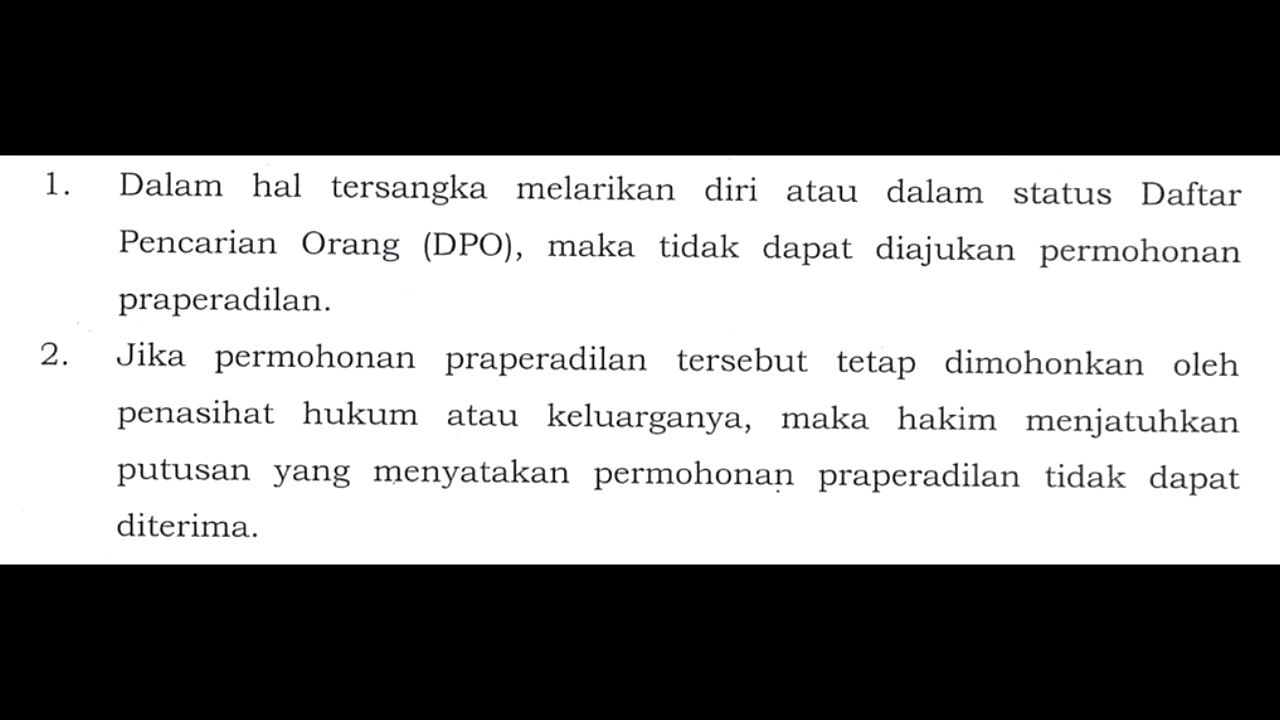 1. Dalam hal tersangka melarikan diri atau dalam status Daftar
Pencarian Orang (DPO), maka tidak dapat diajukan permohonan
praperadilan.
2. Jika permohonan praperadilan tersebut tetap dimohonkan oleh
penasihat hukum atau keluarganya, maka hakim menjatuhkan
putusan yang menyatakan permohonan praperadilan tidak dapat
diterima.